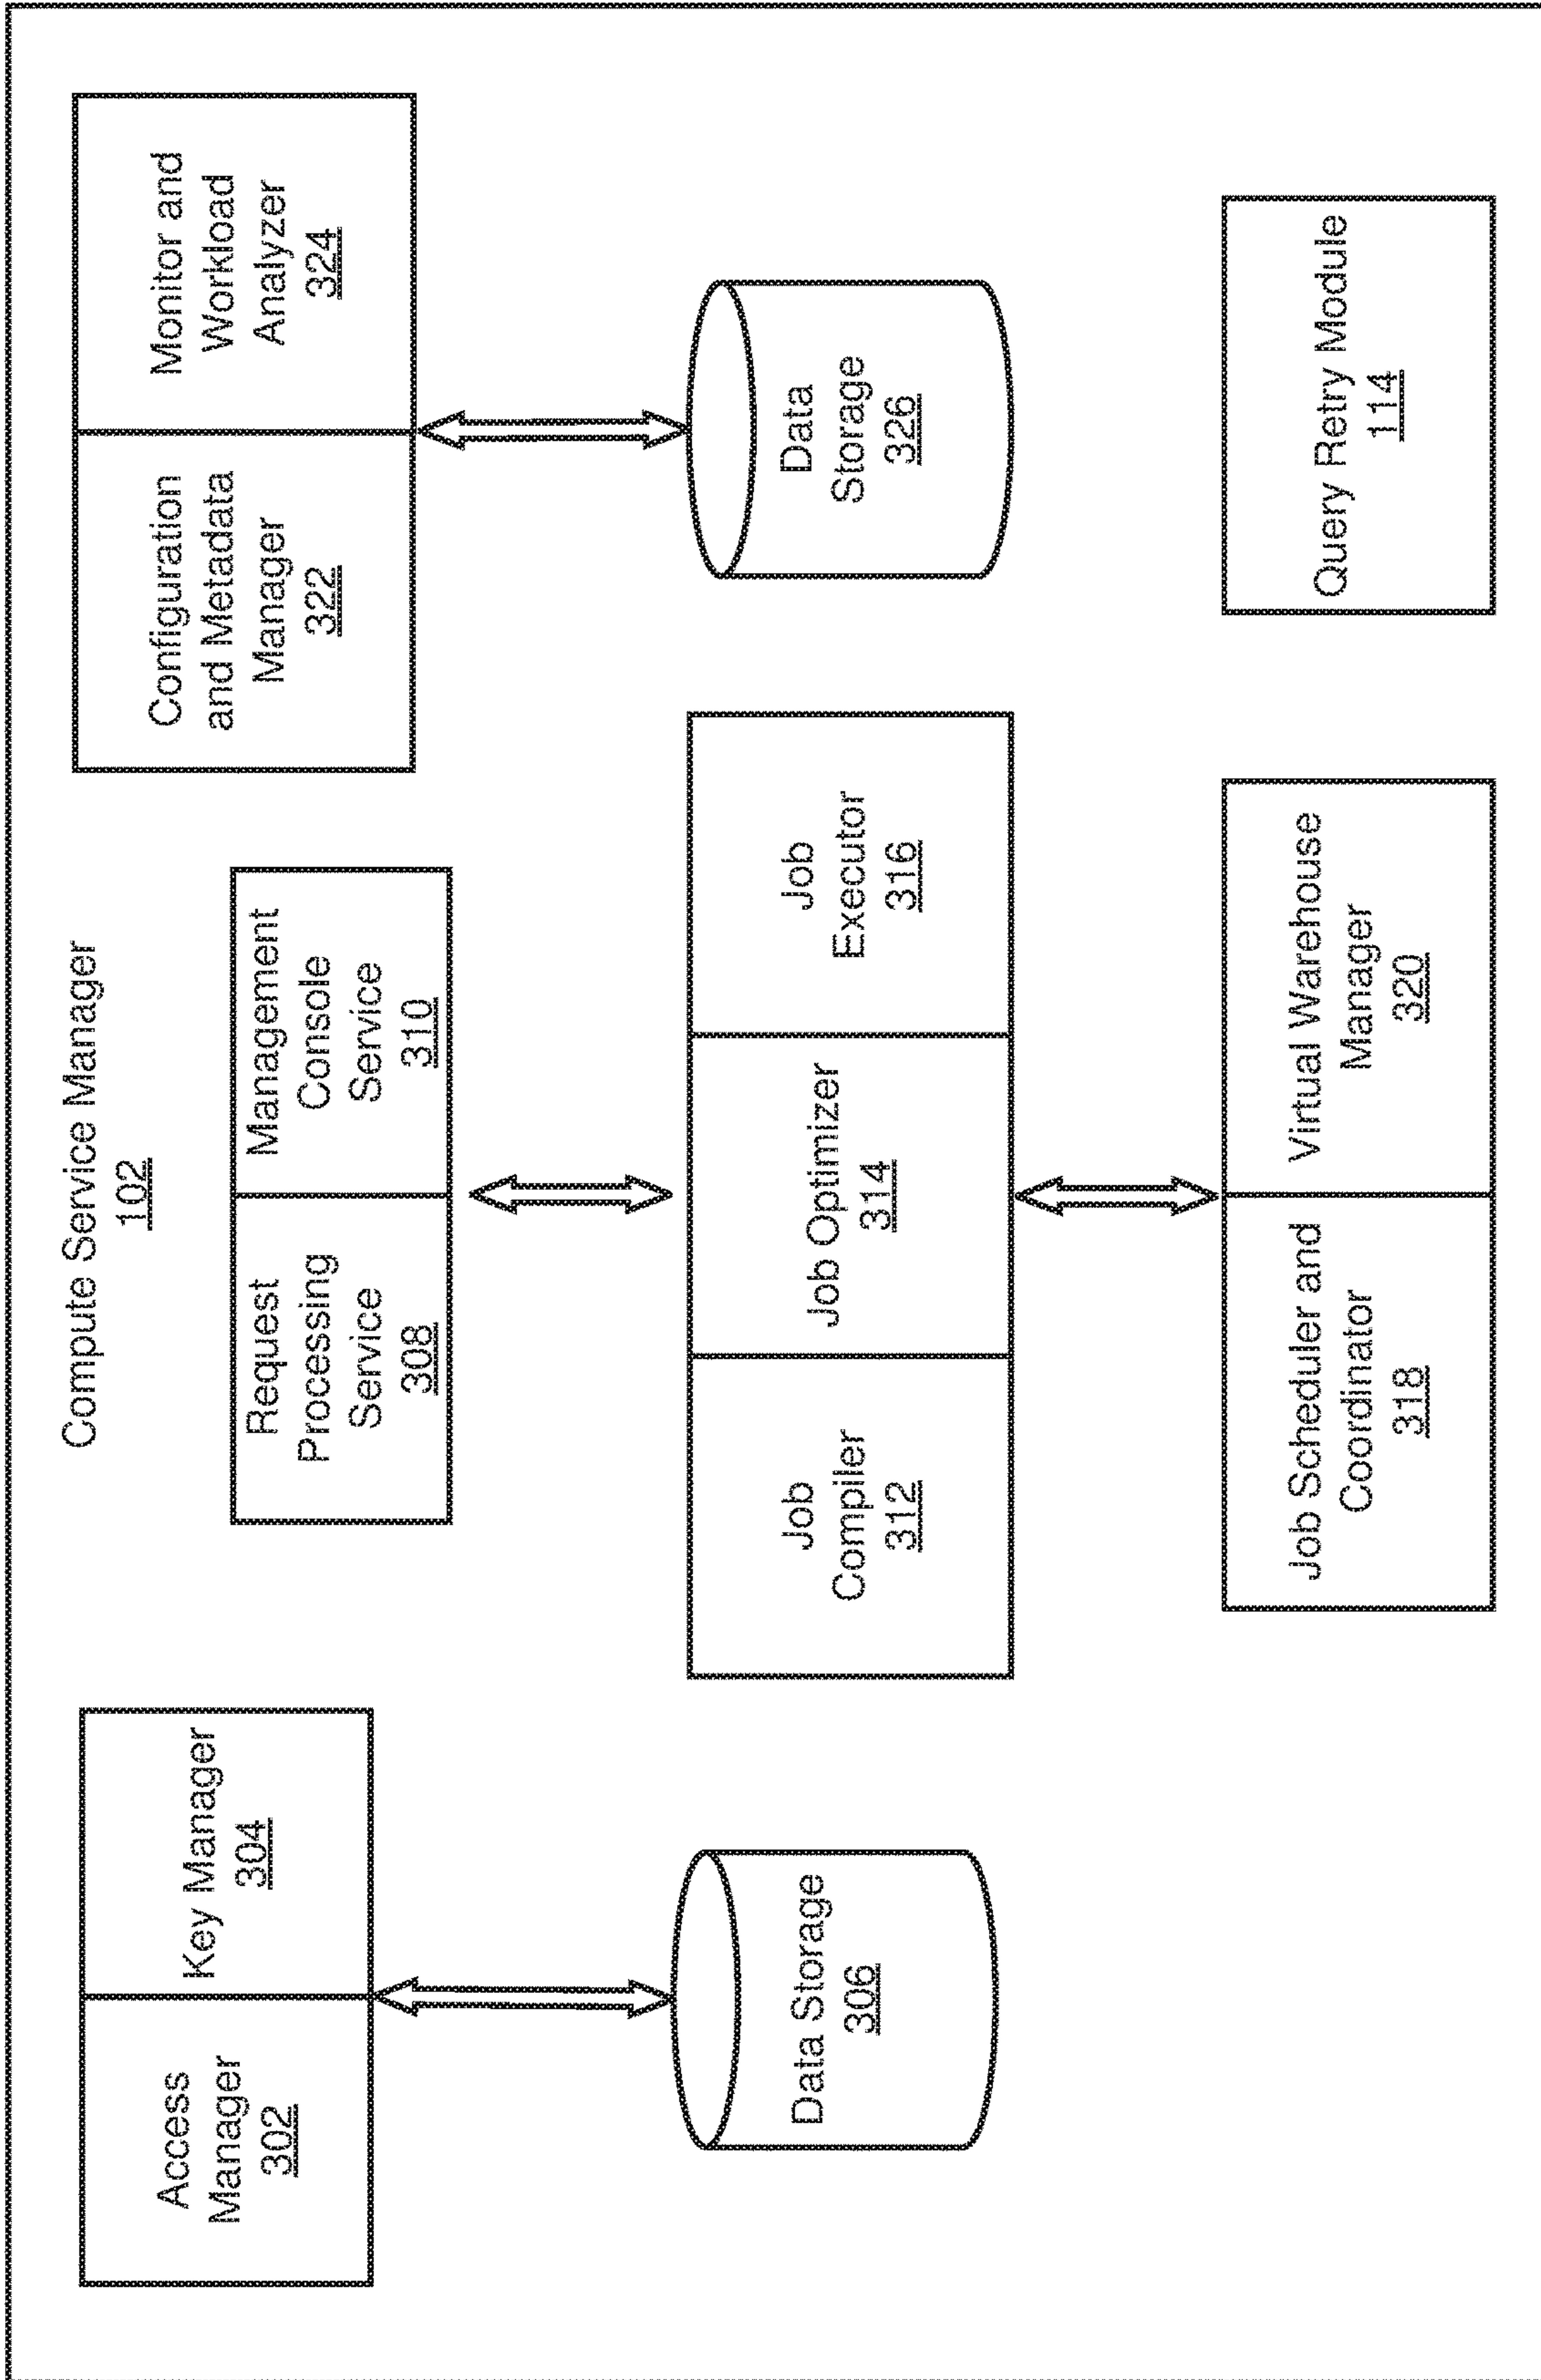 Compute Service Manager
102
Access
Manager
302
Key Manager
304
Request
Processing
Service
308
Management
Console
Service
310
Configuration
and Metadata
Manager
322
Monitor and
Workload
Analyzer
324
Data Storage
306
Job
Compiler
312
Job Optimizer
314
Job
Executor
316
Data
Storage
326
Job Scheduler and
Coordinator
318
Virtual Warehouse
Manager
320
Query Retry Module
114